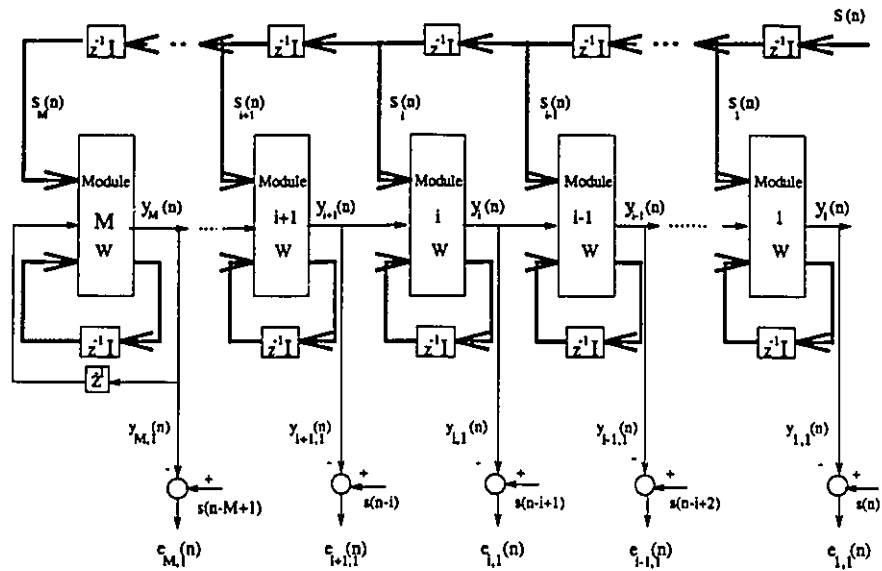 S(n)
z⁻¹I ·· z⁻¹I z⁻¹I z⁻¹I ··· z⁻¹I
S_M(n) S_{i+1}(n) S_i(n) S_{i-1}(n) S_1(n)
Module Module Module Module Module
y_M(n) y_{i+1}(n) y_i(n) y_{i-1}(n) y_1(n)
M i+1 i i-1 1
W W W W W
z⁻¹I z⁻¹I z⁻¹I z⁻¹I z⁻¹I
z⁻¹
y_{M,1}(n) y_{i+1,1}(n) y_{i,1}(n) y_{i-1,1}(n) y_{1,1}(n)
- + - + - + - + - +
s(n-M+1) s(n-i) s(n-i+1) s(n-i+2) s(n)
e_{M,1}(n) e_{i+1,1}(n) e_{i,1}(n) e_{i-1,1}(n) e_{1,1}(n)